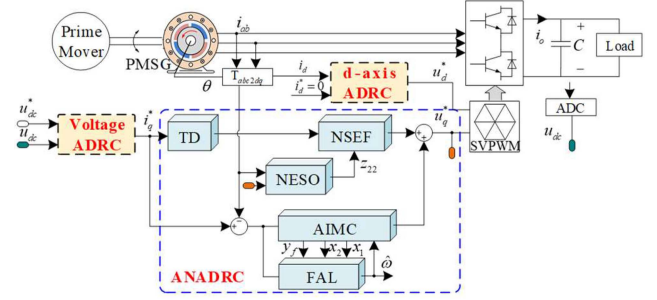 Prime
Mover
PMSG
θ
i_ab
T_abc2dq
i_d
i_d^*=0
d-axis
ADRC
u_d^*
i_o
C
Load
ADC
u_dc
SVPWM
u_q^*
u_dc^*
u_dc
Voltage
ADRC
i_q^*
TD
NSEF
NESO
z_22
AIMC
y_f
x_2
x_1
FAL
ω̂
ANADRC